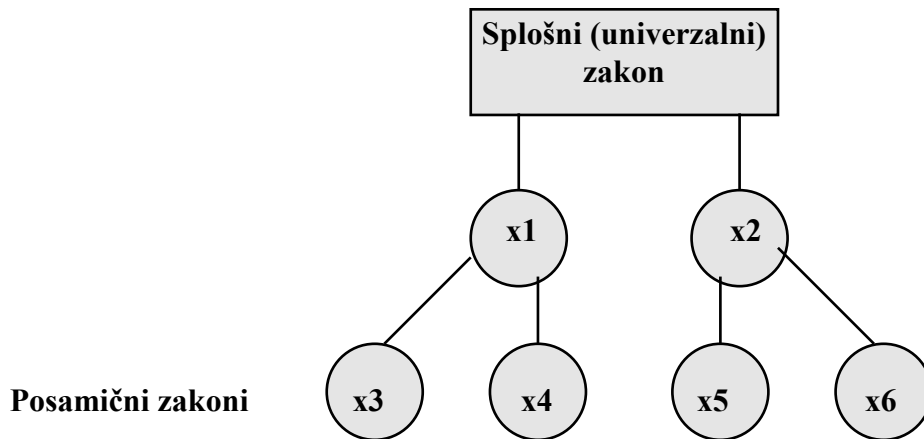 Splošni (univerzalni)
zakon
x1
x2
Posamični zakoni
x3
x4
x5
x6